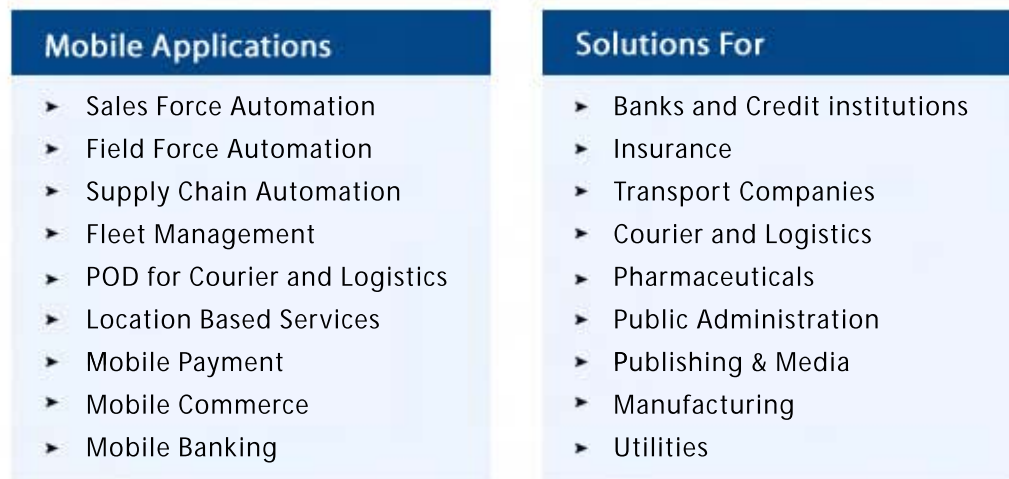 Mobile Applications
Sales Force Automation
Field Force Automation
Supply Chain Automation
Fleet Management
POD for Courier and Logistics
Location Based Services
Mobile Payment
Mobile Commerce
Mobile Banking
Solutions For
Banks and Credit institutions
Insurance
Transport Companies
Courier and Logistics
Pharmaceuticals
Public Administration
Publishing & Media
Manufacturing
Utilities